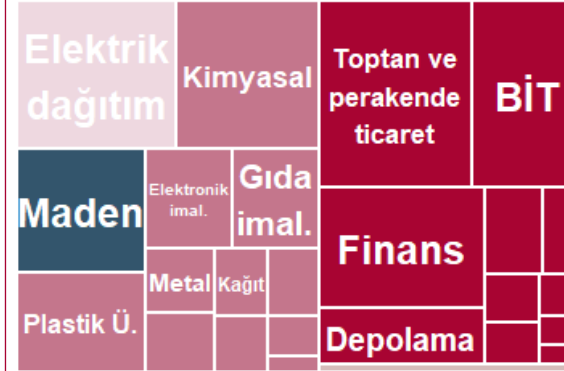 Elektrik
dağıtım
Kimyasal
Toptan ve
perakende
ticaret
BİT
Maden
Elektronik
imal.
Gıda
imal.
Finans
Metal
Kağıt
Plastik Ü.
Depolama